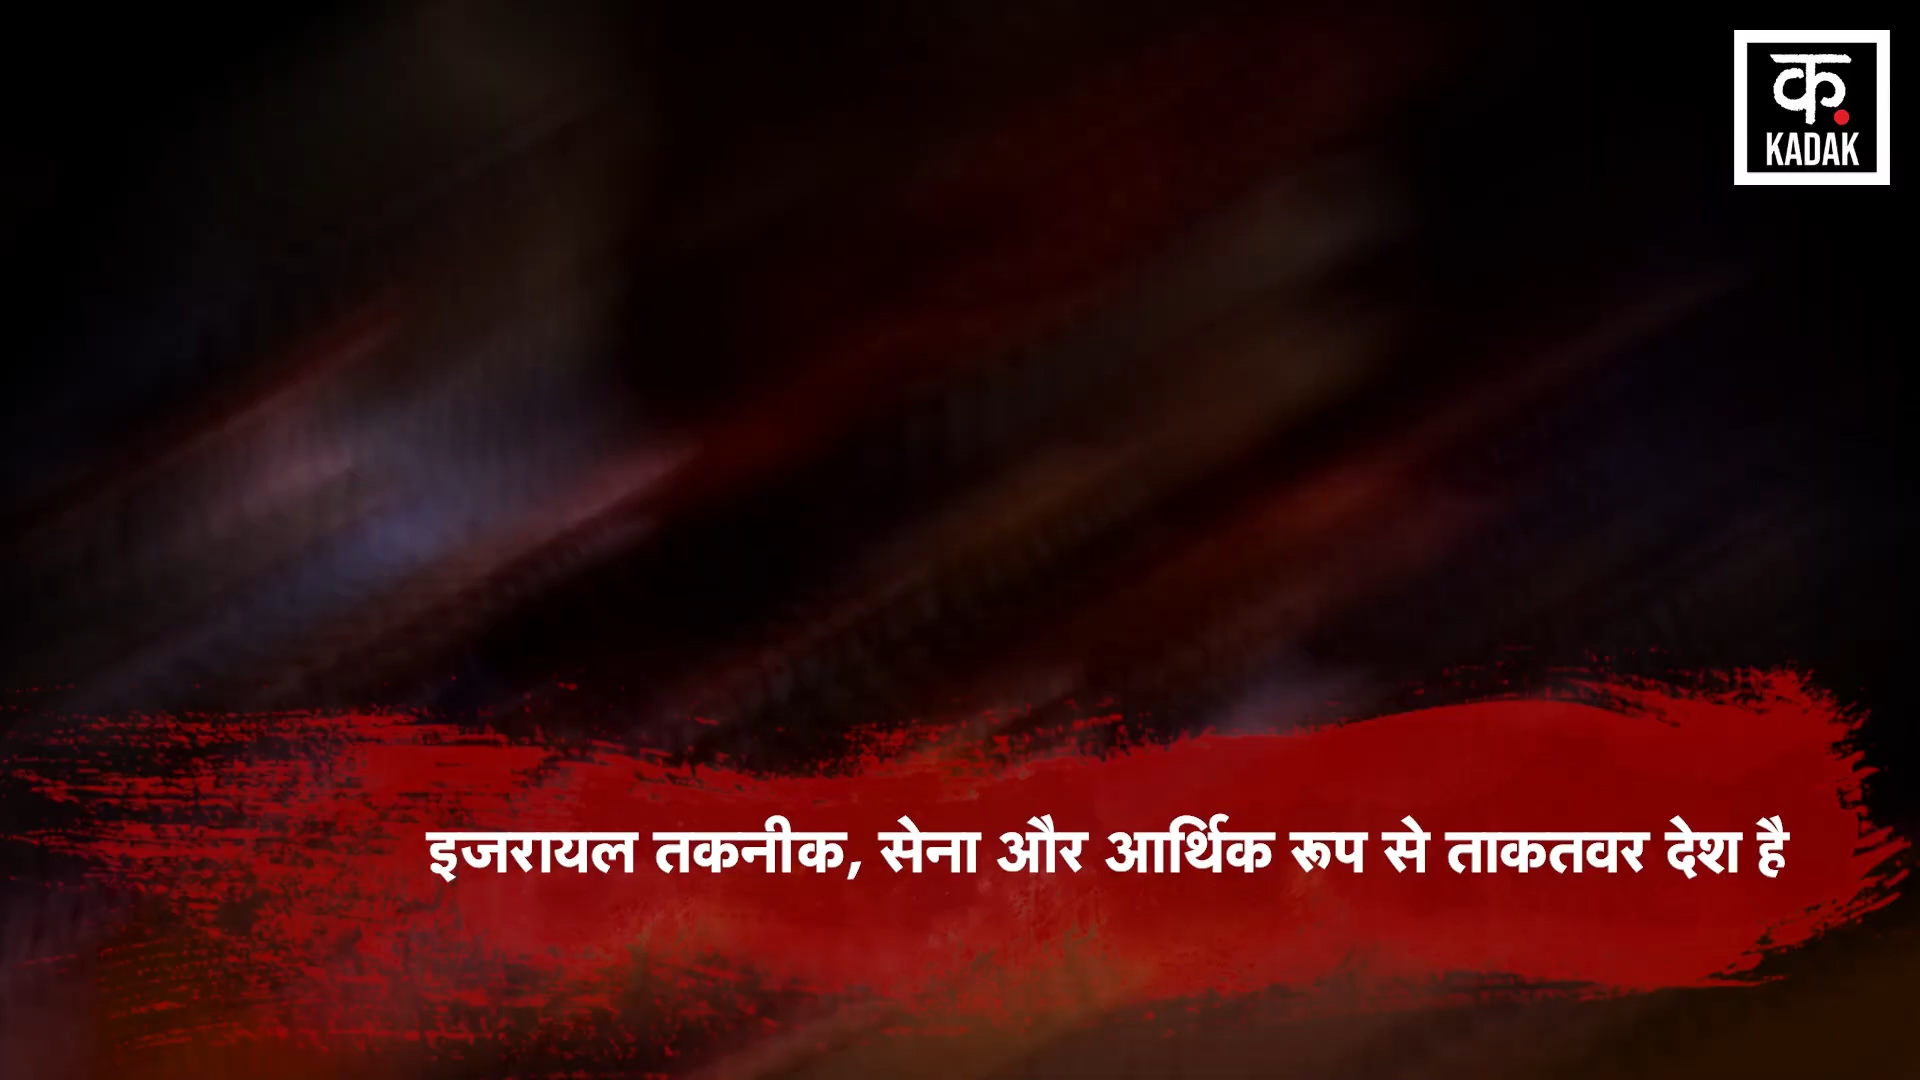 क.
KADAK
इजरायल तकनीक, सेना और आर्थिक रूप से ताकतवर देश है